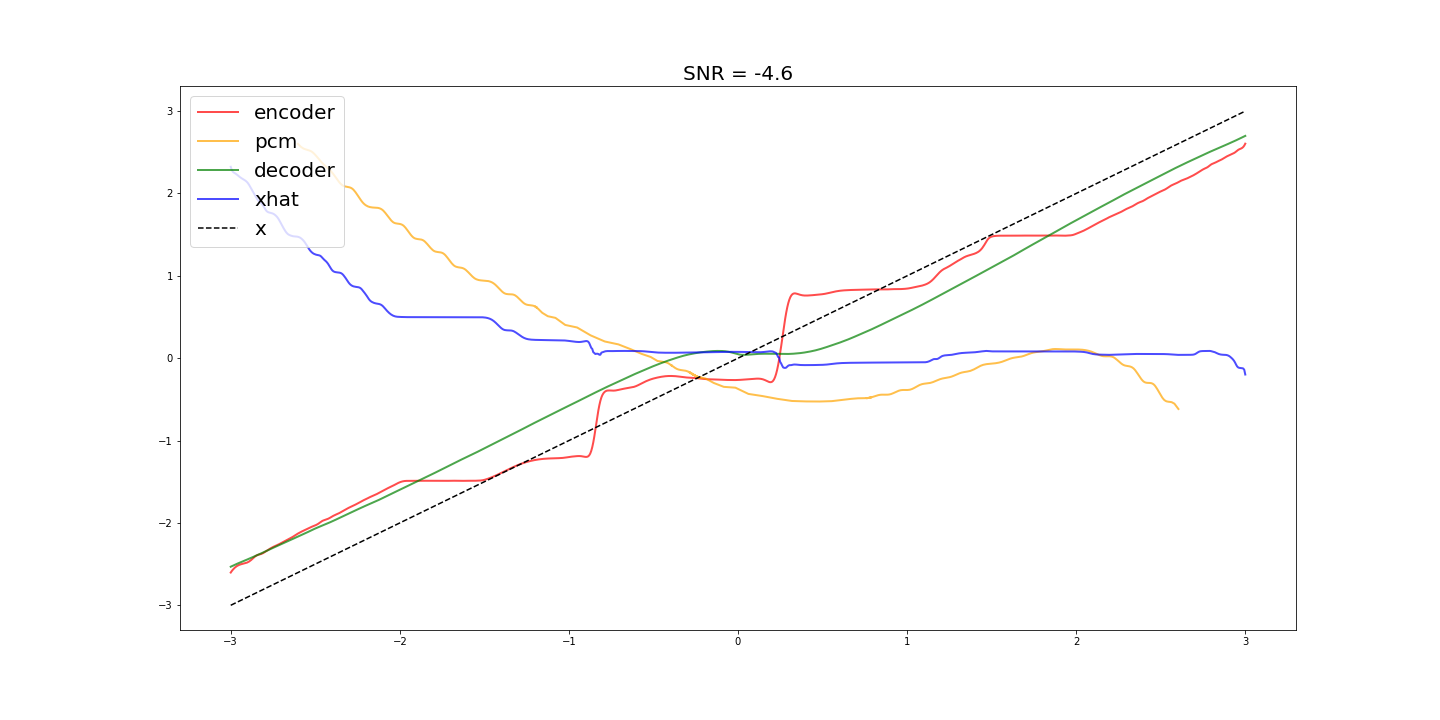 SNR = -4.6
encoder
pcm
decoder
xhat
x
3
2
1
0
−1
−2
−3
−3 −2 −1 0 1 2 3